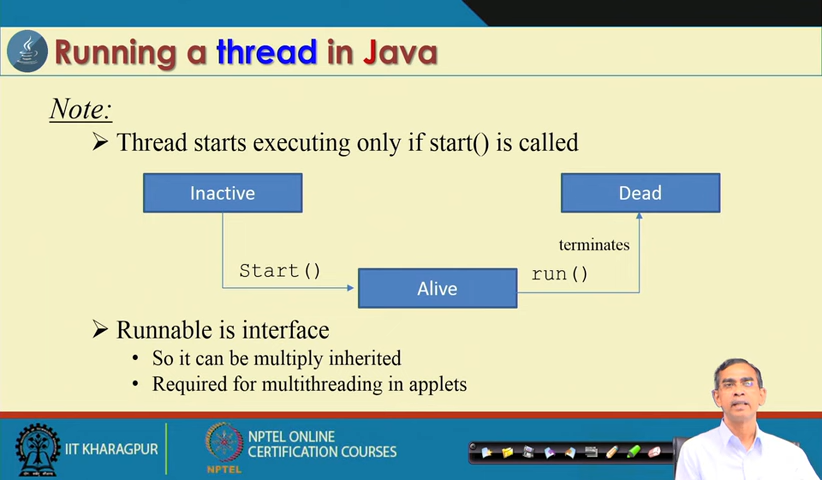 Running a thread in Java
Note:
Thread starts executing only if start() is called
Inactive
Dead
terminates
Start()
run()
Alive
Runnable is interface
• So it can be multiply inherited
• Required for multithreading in applets
IIT KHARAGPUR
NPTEL
NPTEL ONLINE
CERTIFICATION COURSES